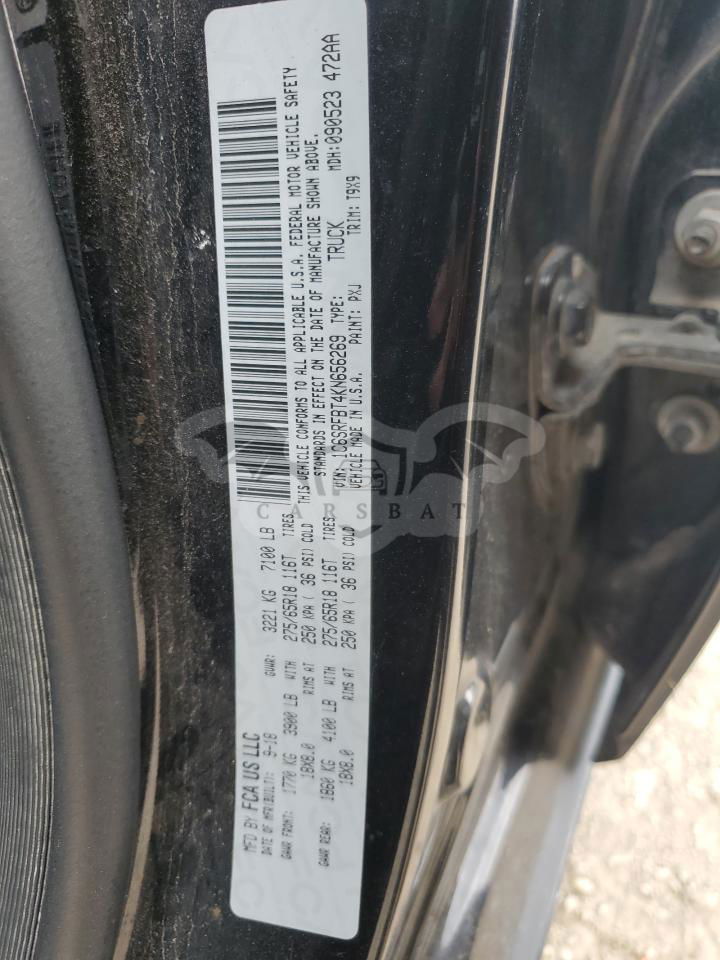 MFD BY FCA US LLC
DATE OF MFR(BUILT): 9-18 GVWR: 3221 KG 7100 LB
GAWR FRONT: 1770 KG 3900 LB WITH 275/65R18 116T TIRES
18X8.0 RIMS AT 250 KPA ( 36 PSI) COLD
GAWR REAR: 1860 KG 4100 LB WITH 275/65R18 116T TIRES
18X8.0 RIMS AT 250 KPA ( 36 PSI) COLD
THIS VEHICLE CONFORMS TO ALL APPLICABLE U.S.A. FEDERAL MOTOR VEHICLE SAFETY
STANDARDS IN EFFECT ON THE DATE OF MANUFACTURE SHOWN ABOVE.
VIN: 1C6SRFBT4KN656269 TYPE: TRUCK MDH:090523 472AA
VEHICLE MADE IN U.S.A. PAINT: PXJ TRIM: T9X9
CARSBAT